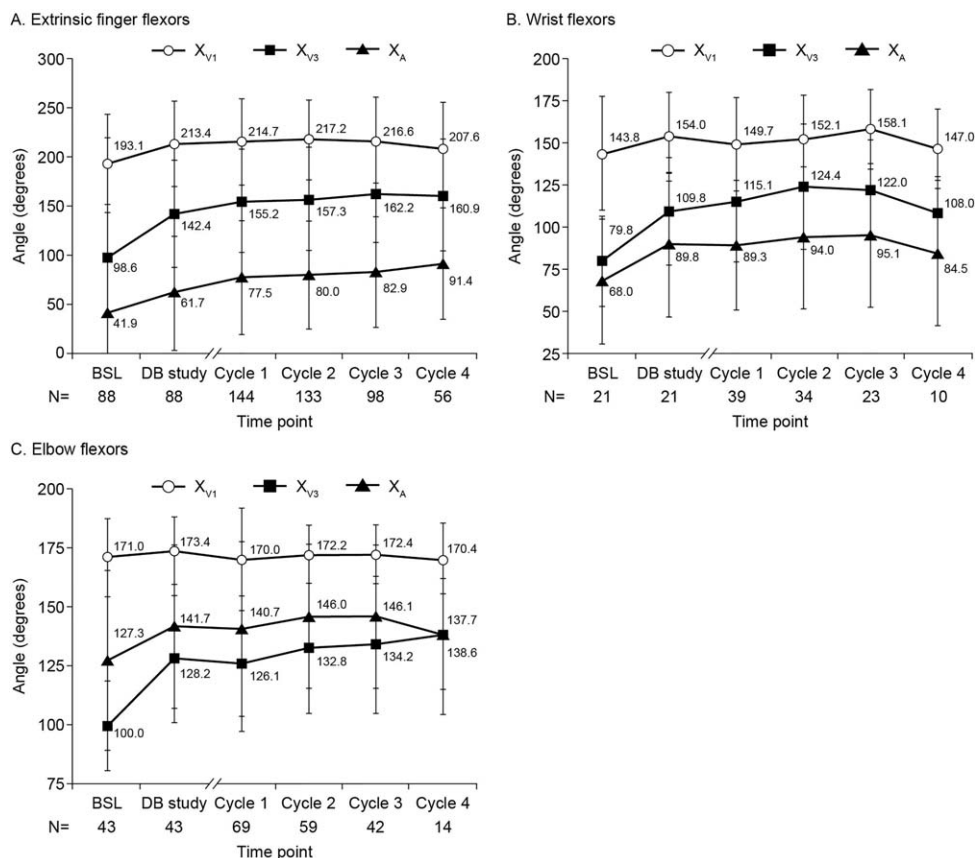 A. Extrinsic finger flexors
X_V1 X_V3 X_A
Angle (degrees)
300
250
200
150
100
50
0
193.1 213.4 214.7 217.2 216.6 207.6
98.6 142.4 155.2 157.3 162.2 160.9
41.9 61.7 77.5 80.0 82.9 91.4
BSL DB study Cycle 1 Cycle 2 Cycle 3 Cycle 4
N= 88 88 144 133 98 56
Time point
B. Wrist flexors
X_V1 X_V3 X_A
Angle (degrees)
200
175
150
125
100
75
50
25
143.8 154.0 149.7 152.1 158.1 147.0
79.8 109.8 115.1 124.4 122.0 108.0
68.0 89.8 89.3 94.0 95.1 84.5
BSL DB study Cycle 1 Cycle 2 Cycle 3 Cycle 4
N= 21 21 39 34 23 10
Time point
C. Elbow flexors
X_V1 X_V3 X_A
Angle (degrees)
200
175
150
125
100
75
171.0 173.4 170.0 172.2 172.4 170.4
127.3 141.7 140.7 146.0 146.1 137.7
100.0 128.2 126.1 132.8 134.2 138.6
BSL DB study Cycle 1 Cycle 2 Cycle 3 Cycle 4
N= 43 43 69 59 42 14
Time point